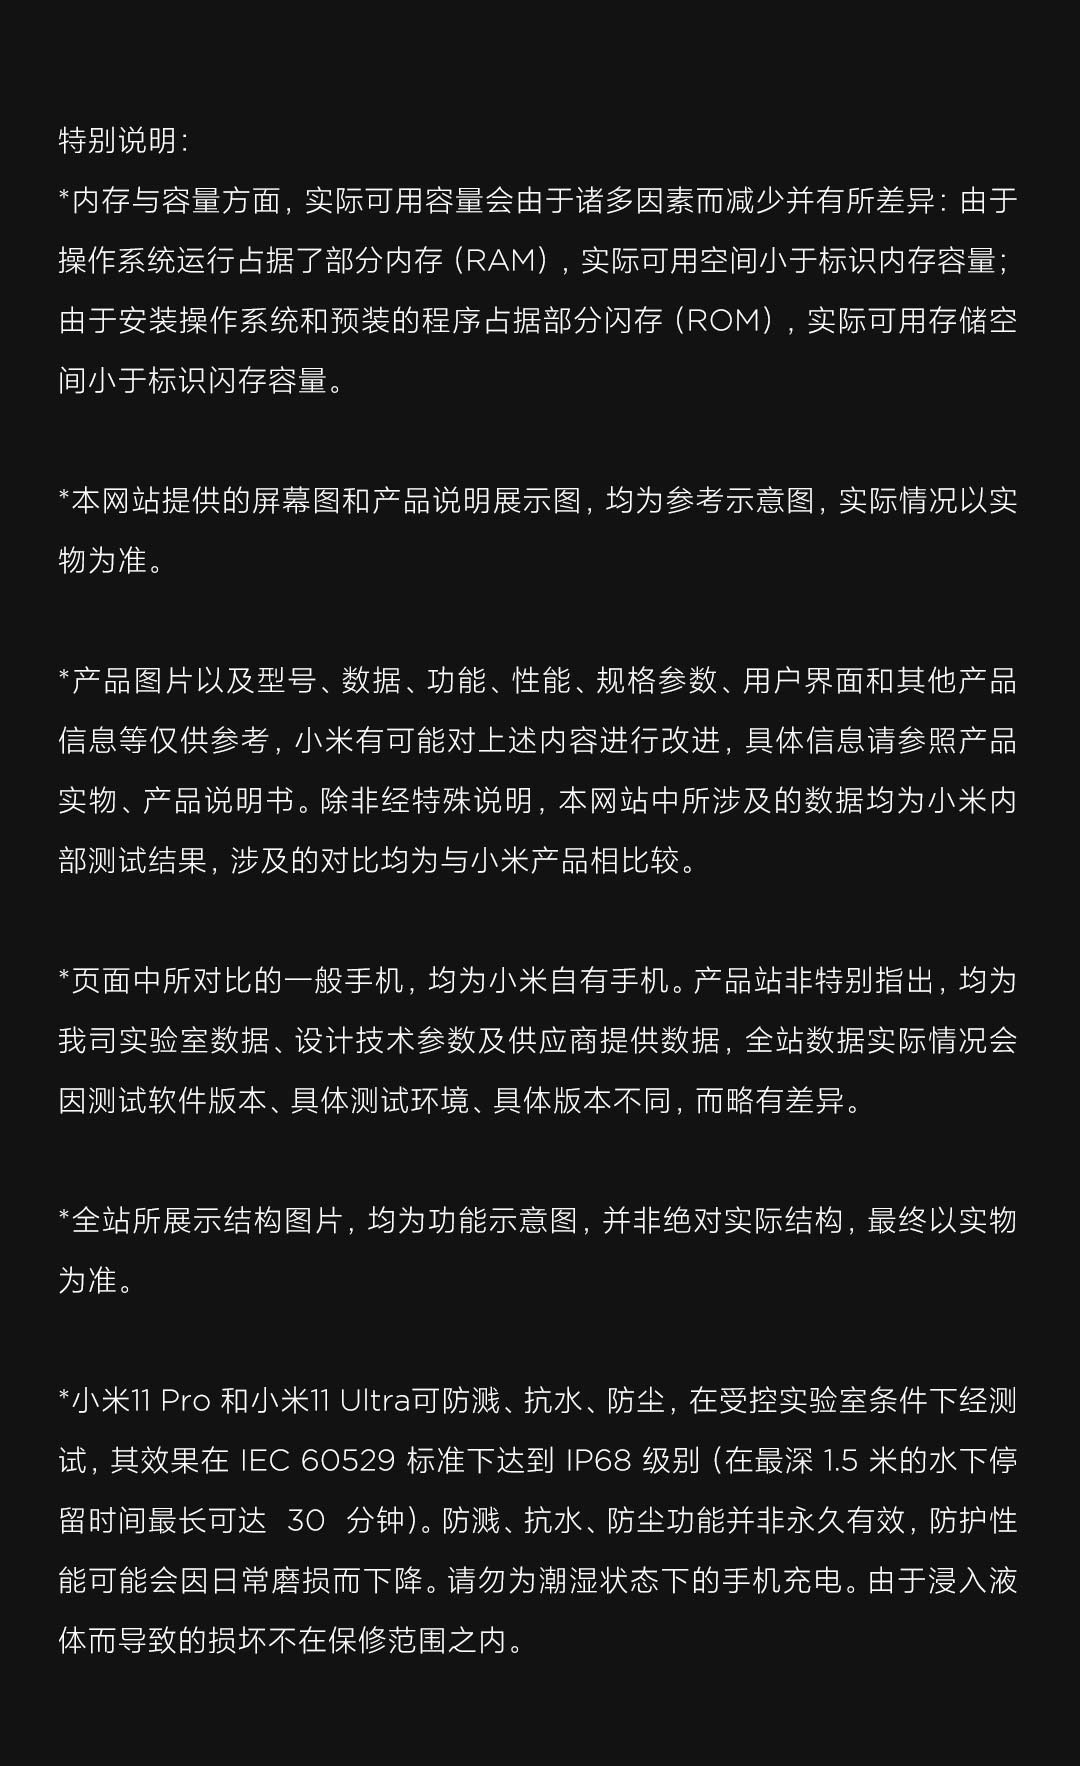 特别说明：
*内存与容量方面，实际可用容量会由于诸多因素而减少并有所差异：由于
操作系统运行占据了部分内存（RAM），实际可用空间小于标识内存容量；
由于安装操作系统和预装的程序占据部分闪存（ROM），实际可用存储空
间小于标识闪存容量。
*本网站提供的屏幕图和产品说明展示图，均为参考示意图，实际情况以实
物为准。
*产品图片以及型号、数据、功能、性能、规格参数、用户界面和其他产品
信息等仅供参考，小米有可能对上述内容进行改进，具体信息请参照产品
实物、产品说明书。除非经特殊说明，本网站中所涉及的数据均为小米内
部测试结果，涉及的对比均为与小米产品相比较。
*页面中所对比的一般手机，均为小米自有手机。产品站非特别指出，均为
我司实验室数据、设计技术参数及供应商提供数据，全站数据实际情况会
因测试软件版本、具体测试环境、具体版本不同，而略有差异。
*全站所展示结构图片，均为功能示意图，并非绝对实际结构，最终以实物
为准。
*小米11 Pro 和小米11 Ultra可防溅、抗水、防尘，在受控实验室条件下经测
试，其效果在 IEC 60529 标准下达到 IP68 级别（在最深 1.5 米的水下停
留时间最长可达 30 分钟）。防溅、抗水、防尘功能并非永久有效，防护性
能可能会因日常磨损而下降。请勿为潮湿状态下的手机充电。由于浸入液
体而导致的损坏不在保修范围之内。